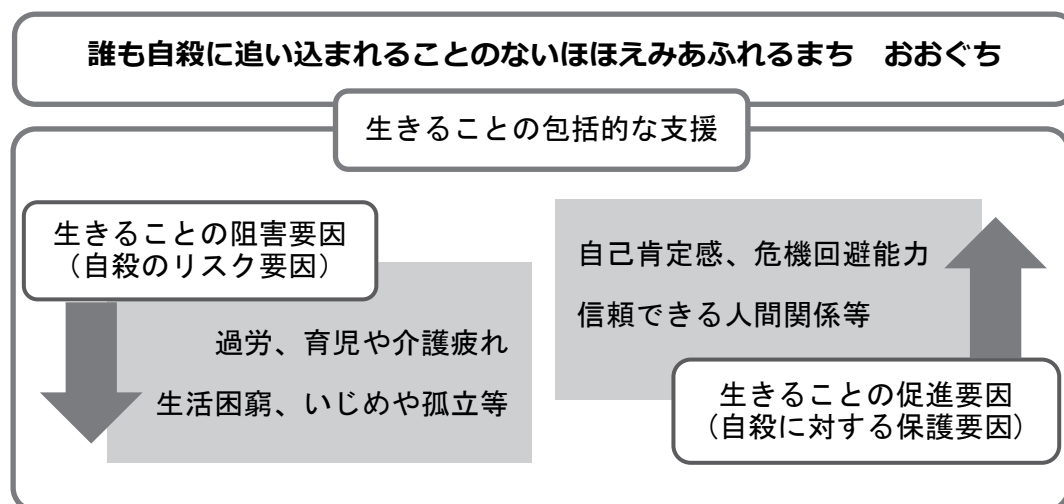 誰も自殺に追い込まれることのないほほえみあふれるまち　おおぐち
生きることの包括的な支援
生きることの阻害要因
（自殺のリスク要因）
過労、育児や介護疲れ
生活困窮、いじめや孤立等
自己肯定感、危機回避能力
信頼できる人間関係等
生きることの促進要因
（自殺に対する保護要因）